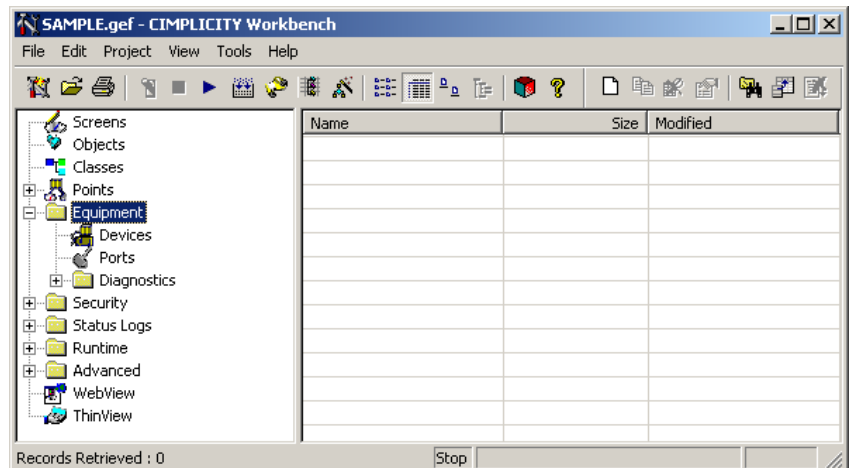 SAMPLE.gef - CIMPLICITY Workbench
File Edit Project View Tools Help
Screens
Objects
Classes
Points
Equipment
Devices
Ports
Diagnostics
Security
Status Logs
Runtime
Advanced
WebView
ThinView
Name Size Modified
Records Retrieved : 0 Stop